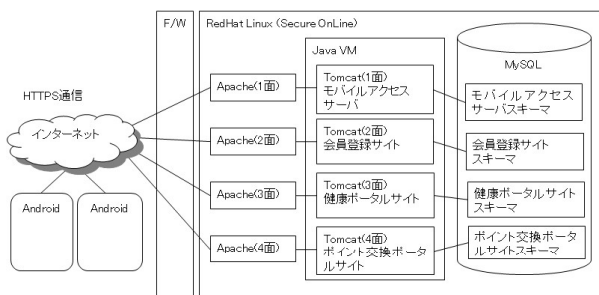 F/W
RedHat Linux (Secure OnLine)
Java VM
MySQL
HTTPS通信
インターネット
Android
Android
Apache(1面)
Tomcat(1面)
モバイルアクセス
サーバ
モバイルアクセス
サーバスキーマ
Apache(2面)
Tomcat(2面)
会員登録サイト
会員登録サイト
スキーマ
Apache(3面)
Tomcat(3面)
健康ポータルサイト
健康ポータルサイト
スキーマ
Apache(4面)
Tomcat(4面)
ポイント交換ポータ
ルサイト
ポイント交換ポータ
ルサイトスキーマ